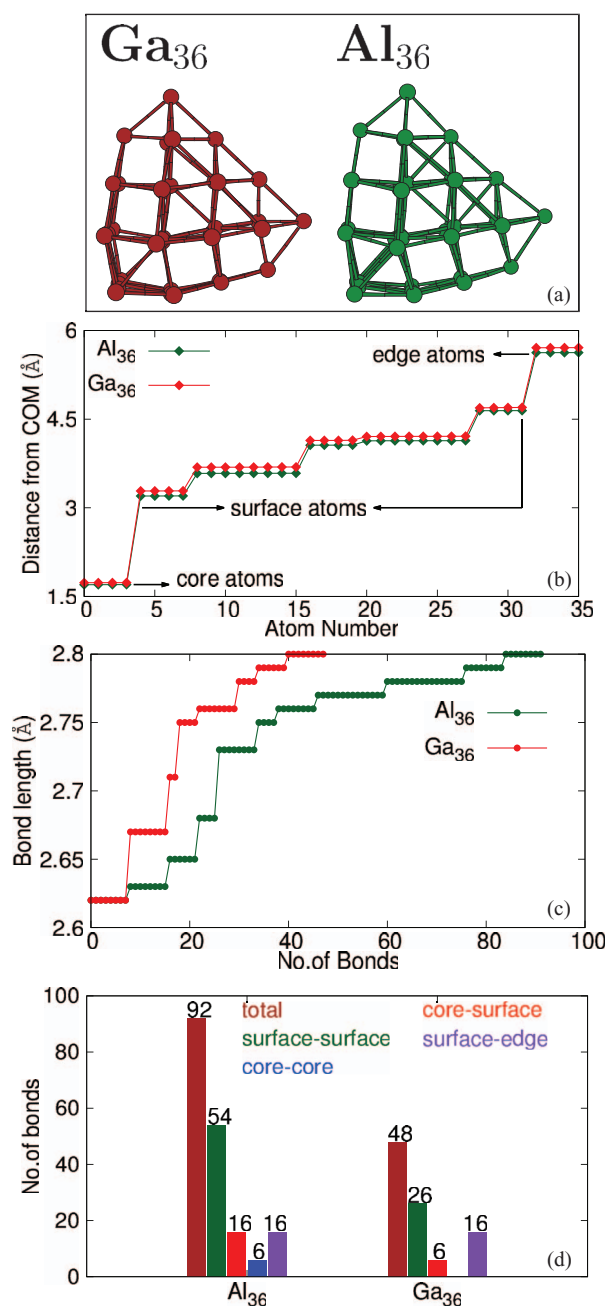 Ga36 Al36
(a)
6
4.5
3
1.5
Distance from COM (Å)
Al36
Ga36
edge atoms
surface atoms
core atoms
(b)
0 5 10 15 20 25 30 35
Atom Number
2.8
2.75
2.7
2.65
2.6
Bond length (Å)
Al36
Ga36
(c)
0 20 40 60 80 100
No.of Bonds
100
80
60
40
20
0
No.of bonds
total core-surface
surface-surface surface-edge
core-core
92
54
16 6 16
48
26
6 16
(d)
Al36 Ga36